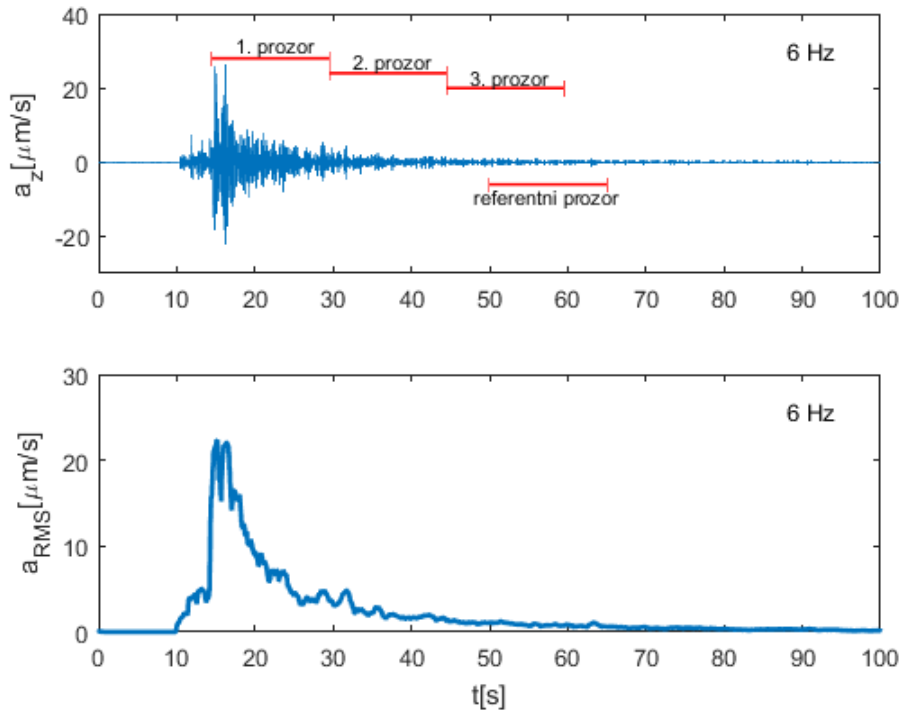 40
20
0
-20
a_z[μm/s]
6 Hz
1. prozor
2. prozor
3. prozor
referentni prozor
0 10 20 30 40 50 60 70 80 90 100
30
20
10
0
a_RMS[μm/s]
6 Hz
0 10 20 30 40 50 60 70 80 90 100
t[s]